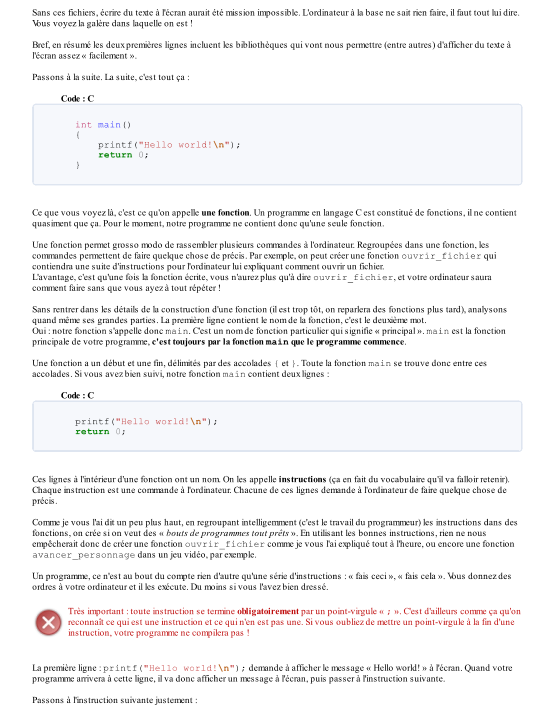 Sans ces fichiers, écrire du texte à l'écran aurait été mission impossible. L'ordinateur à la base ne sait rien faire, il faut tout lui dire.
Vous voyez la galère dans laquelle on est !
Bref, en résumé les deux premières lignes incluent les bibliothèques qui vont nous permettre (entre autres) d'afficher du texte à
l'écran assez « facilement ».
Passons à la suite. La suite, c'est tout ça :
Code : C
int main()
{
    printf("Hello world!\n");
    return 0;
}
Ce que vous voyez là, c'est ce qu'on appelle une fonction. Un programme en langage C est constitué de fonctions, il ne contient
quasiment que ça. Pour le moment, notre programme ne contient donc qu'une seule fonction.
Une fonction permet grosso modo de rassembler plusieurs commandes à l'ordinateur. Regroupées dans une fonction, les
commandes permettent de faire quelque chose de précis. Par exemple, on peut créer une fonction ouvrir_fichier qui
contiendra une suite d'instructions pour l'ordinateur lui expliquant comment ouvrir un fichier.
L'avantage, c'est qu'une fois la fonction écrite, vous n'aurez plus qu'à dire ouvrir_fichier, et votre ordinateur saura
comment faire sans que vous ayez à tout répéter !
Sans rentrer dans les détails de la construction d'une fonction (il est trop tôt, on reparlera des fonctions plus tard), analysons
quand même ses grandes parties. La première ligne contient le nom de la fonction, c'est le deuxième mot.
Oui : notre fonction s'appelle donc main. C'est un nom de fonction particulier qui signifie « principal ». main est la fonction
principale de votre programme, c'est toujours par la fonction main que le programme commence.
Une fonction a un début et une fin, délimités par des accolades { et }. Toute la fonction main se trouve donc entre ces
accolades. Si vous avez bien suivi, notre fonction main contient deux lignes :
Code : C
printf("Hello world!\n");
return 0;
Ces lignes à l'intérieur d'une fonction ont un nom. On les appelle instructions (ça en fait du vocabulaire qu'il va falloir retenir).
Chaque instruction est une commande à l'ordinateur. Chacune de ces lignes demande à l'ordinateur de faire quelque chose de
précis.
Comme je vous l'ai dit un peu plus haut, en regroupant intelligemment (c'est le travail du programmeur) les instructions dans des
fonctions, on crée si on veut des « bouts de programmes tout prêts ». En utilisant les bonnes instructions, rien ne nous
empêcherait donc de créer une fonction ouvrir_fichier comme je vous l'ai expliqué tout à l'heure, ou encore une fonction
avancer_personnage dans un jeu vidéo, par exemple.
Un programme, ce n'est au bout du compte rien d'autre qu'une série d'instructions : « fais ceci », « fais cela ». Vous donnez des
ordres à votre ordinateur et il les exécute. Du moins si vous l'avez bien dressé.
Très important : toute instruction se termine obligatoirement par un point-virgule « ; ». C'est d'ailleurs comme ça qu'on
reconnaît ce qui est une instruction et ce qui n'en est pas une. Si vous oubliez de mettre un point-virgule à la fin d'une
instruction, votre programme ne compilera pas !
La première ligne : printf("Hello world!\n"); demande à afficher le message « Hello world! » à l'écran. Quand votre
programme arrivera à cette ligne, il va donc afficher un message à l'écran, puis passer à l'instruction suivante.
Passons à l'instruction suivante justement :